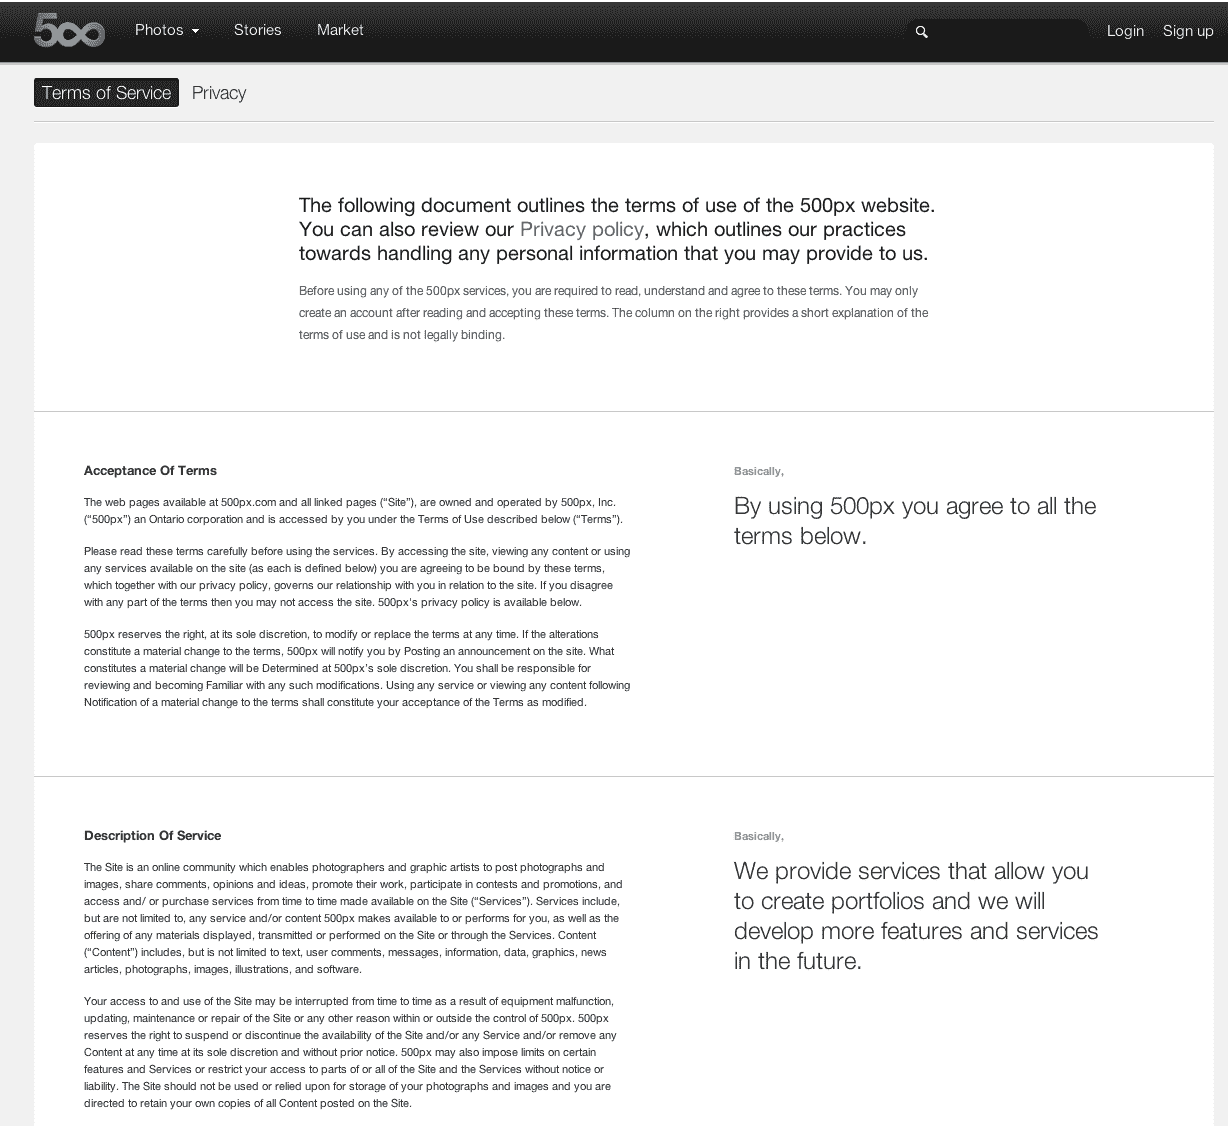 500
Photos
Stories
Market
Login
Sign up
Terms of Service
Privacy
The following document outlines the terms of use of the 500px website.
You can also review our Privacy policy, which outlines our practices
towards handling any personal information that you may provide to us.
Before using any of the 500px services, you are required to read, understand and agree to these terms. You may only
create an account after reading and accepting these terms. The column on the right provides a short explanation of the
terms of use and is not legally binding.
Acceptance Of Terms
The web pages available at 500px.com and all linked pages (“Site”), are owned and operated by 500px, Inc.
(“500px”) an Ontario corporation and is accessed by you under the Terms of Use described below (“Terms”).
Please read these terms carefully before using the services. By accessing the site, viewing any content or using
any services available on the site (as each is defined below) you are agreeing to be bound by these terms,
which together with our privacy policy, governs our relationship with you in relation to the site. If you disagree
with any part of the terms then you may not access the site. 500px's privacy policy is available below.
500px reserves the right, at its sole discretion, to modify or replace the terms at any time. If the alterations
constitute a material change to the terms, 500px will notify you by Posting an announcement on the site. What
constitutes a material change will be Determined at 500px's sole discretion. You shall be responsible for
reviewing and becoming Familiar with any such modifications. Using any service or viewing any content following
Notification of a material change to the terms shall constitute your acceptance of the Terms as modified.
Basically,
By using 500px you agree to all the
terms below.
Description Of Service
The Site is an online community which enables photographers and graphic artists to post photographs and
images, share comments, opinions and ideas, promote their work, participate in contests and promotions, and
access and/ or purchase services from time to time made available on the Site (“Services”). Services include,
but are not limited to, any service and/or content 500px makes available to or performs for you, as well as the
offering of any materials displayed, transmitted or performed on the Site or through the Services. Content
(“Content”) includes, but is not limited to text, user comments, messages, information, data, graphics, news
articles, photographs, images, illustrations, and software.
Your access to and use of the Site may be interrupted from time to time as a result of equipment malfunction,
updating, maintenance or repair of the Site or any other reason within or outside the control of 500px. 500px
reserves the right to suspend or discontinue the availability of the Site and/or any Service and/or remove any
Content at any time at its sole discretion and without prior notice. 500px may also impose limits on certain
features and Services or restrict your access to parts of or all of the Site and the Services without notice or
liability. The Site should not be used or relied upon for storage of your photographs and images and you are
directed to retain your own copies of all Content posted on the Site.
Basically,
We provide services that allow you
to create portfolios and we will
develop more features and services
in the future.